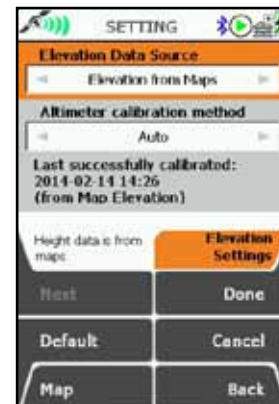 SETTING
Elevation Data Source
Elevation from Maps
Altimeter calibration method
Auto
Last successfully calibrated:
2014-02-14 14:26
(from Map Elevation)
Height data is from maps
Elevation Settings
Next
Done
Default
Cancel
Map
Back